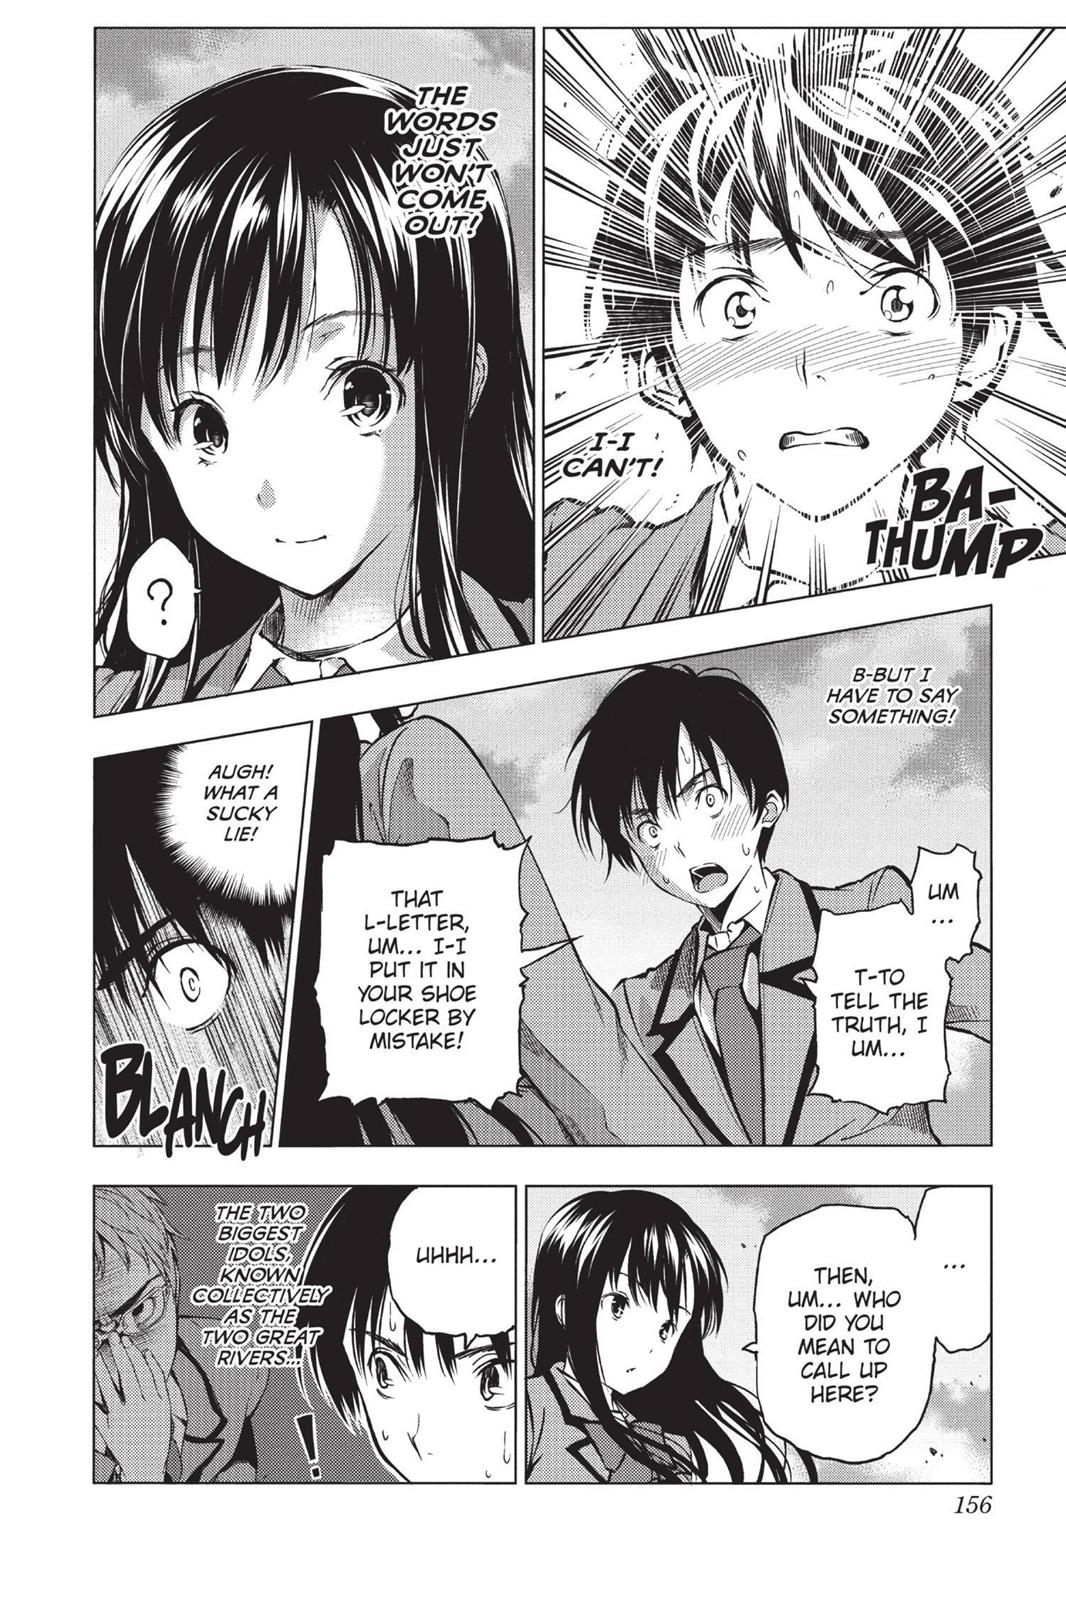 I-I
CAN'T!
BA-
THUMP
THE
WORDS
JUST
WON'T
COME
OUT!
?
B-BUT I
HAVE TO SAY
SOMETHING!
UM
...
T-TO
TELL THE
TRUTH, I
UM...
THAT
L-LETTER,
UM... I-I
PUT IT IN
YOUR SHOE
LOCKER BY
MISTAKE!
AUGH!
WHAT A
SUCKY
LIE!
BLANCH
...
THEN,
UM... WHO
DID YOU
MEAN TO
CALL UP
HERE?
UHHH...
!
THE TWO
BIGGEST
IDOLS,
KNOWN
COLLECTIVELY
AS THE
TWO GREAT
RIVERS...
156